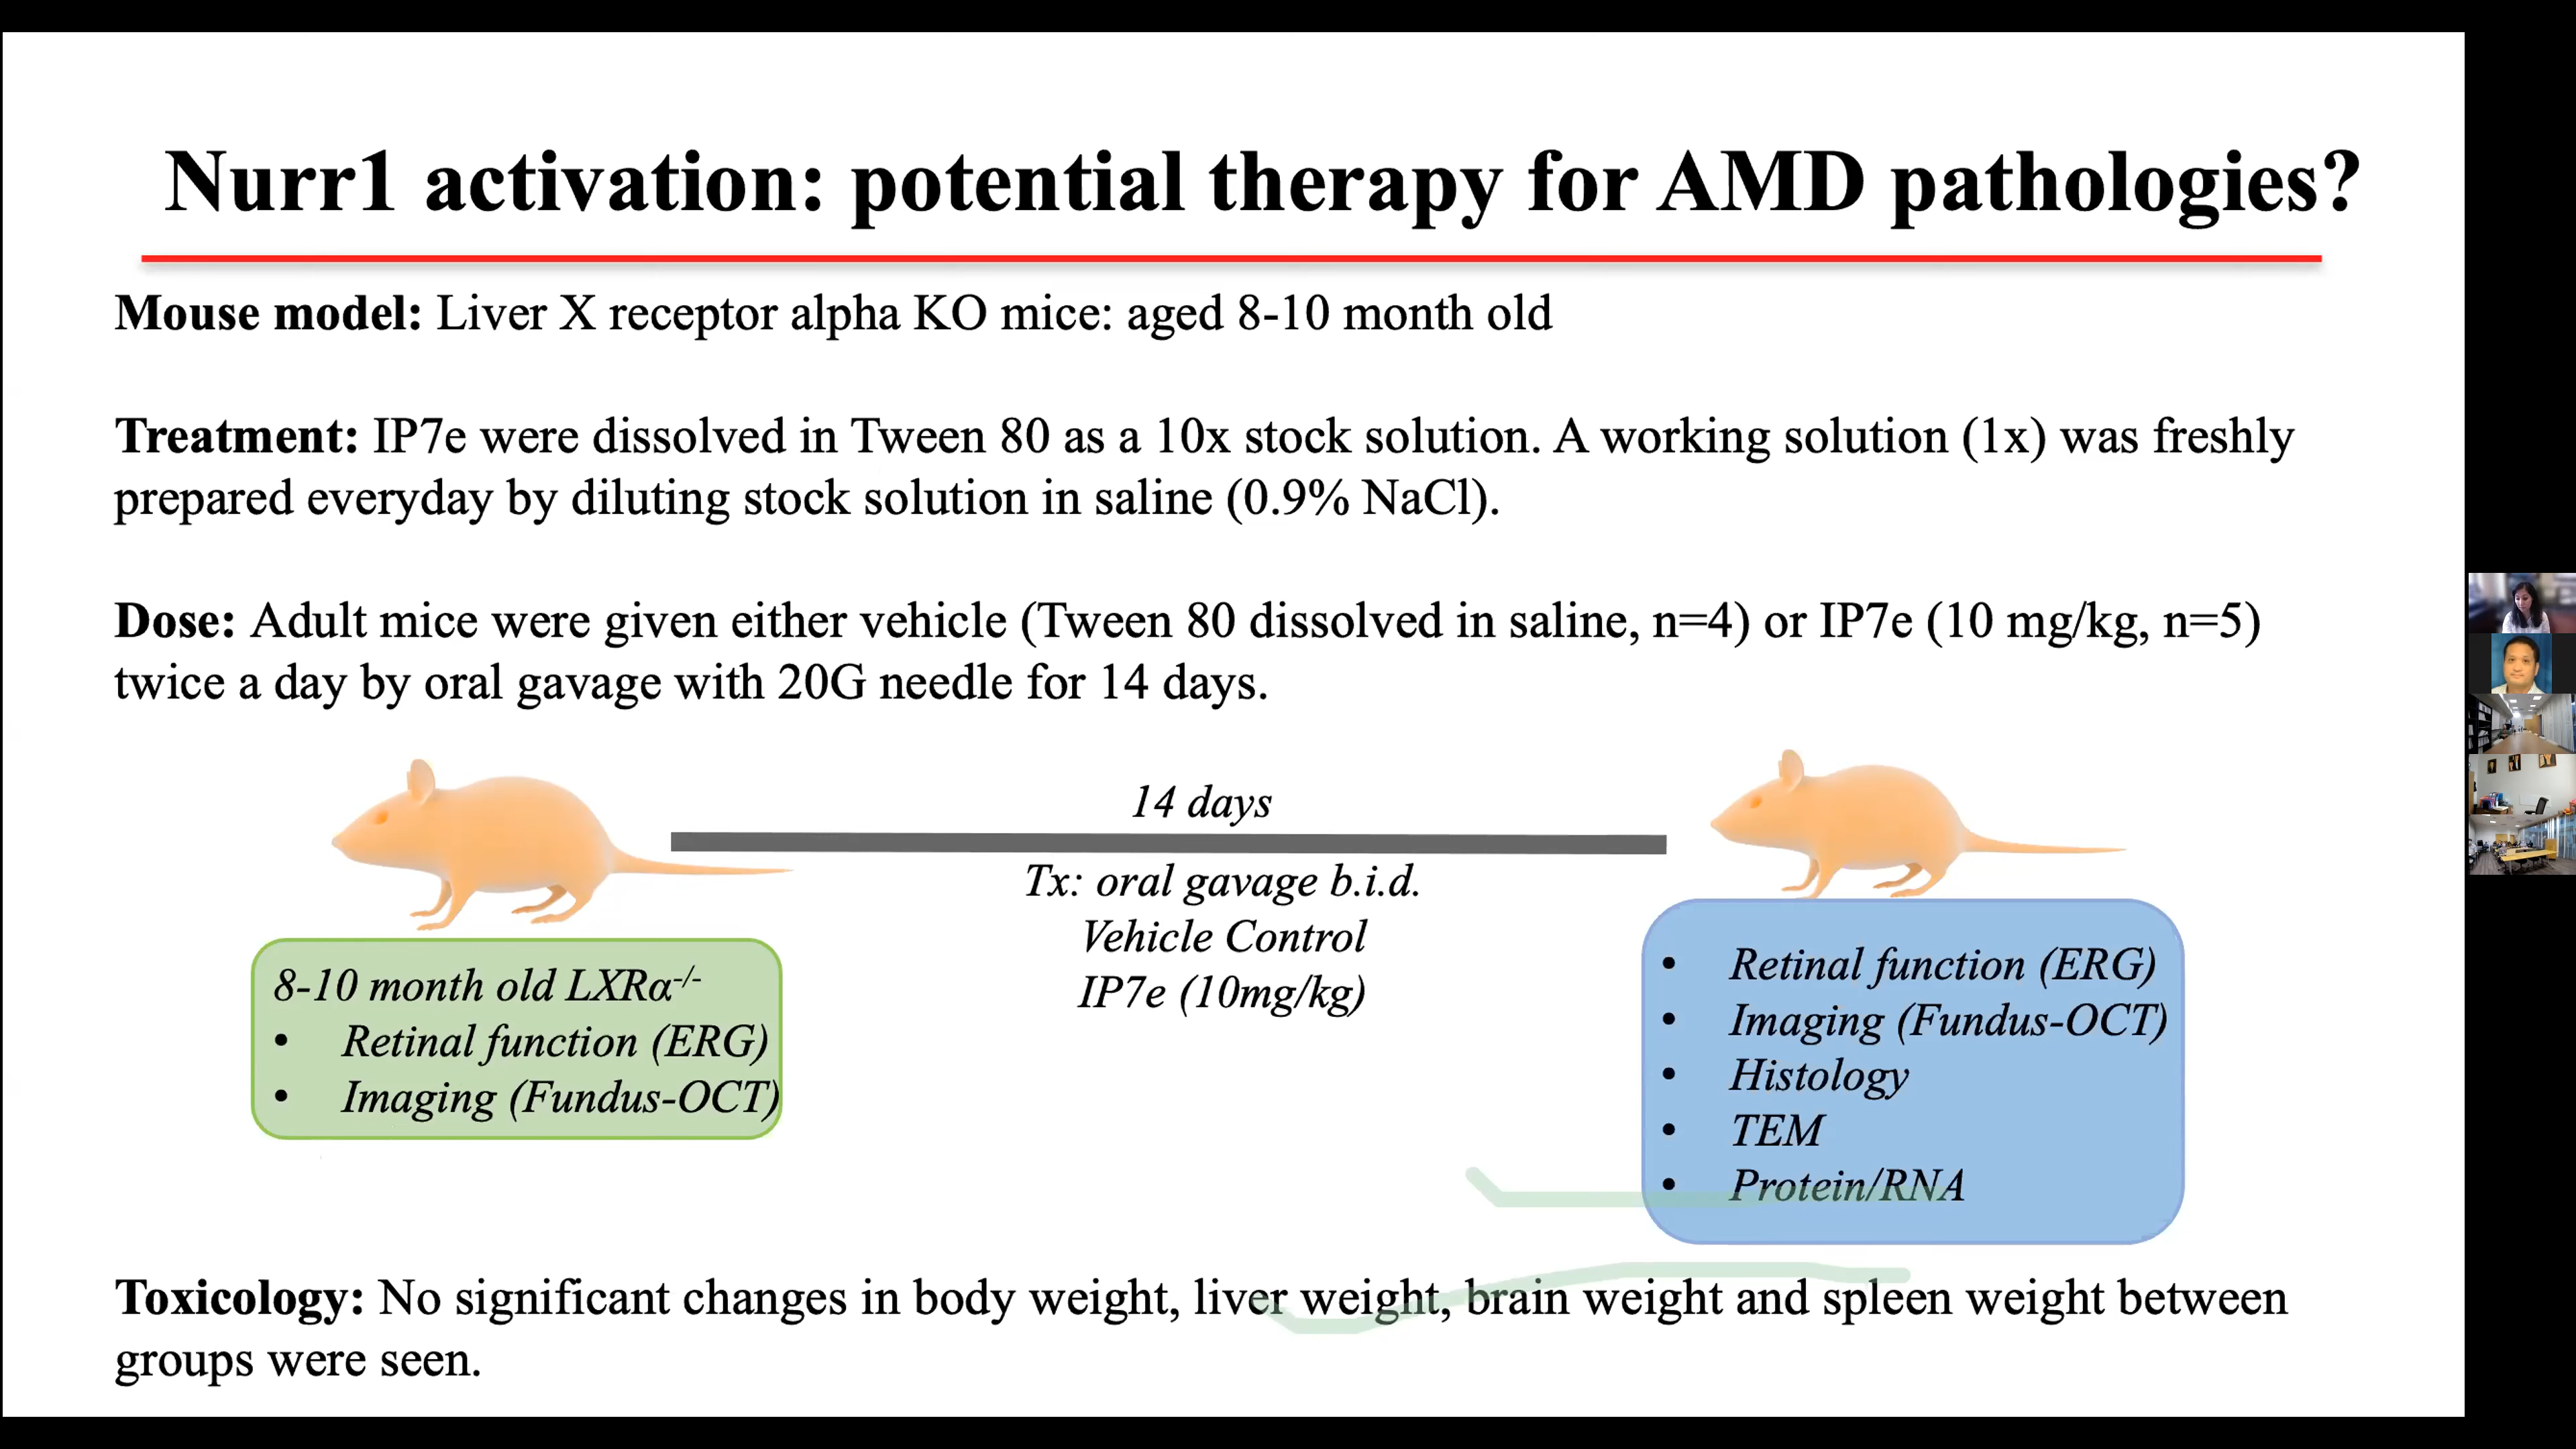 Nurr1 activation: potential therapy for AMD pathologies?
Mouse model: Liver X receptor alpha KO mice: aged 8-10 month old
Treatment: IP7e were dissolved in Tween 80 as a 10x stock solution. A working solution (1x) was freshly
prepared everyday by diluting stock solution in saline (0.9% NaCl).
Dose: Adult mice were given either vehicle (Tween 80 dissolved in saline, n=4) or IP7e (10 mg/kg, n=5)
twice a day by oral gavage with 20G needle for 14 days.
14 days
Tx: oral gavage b.i.d.
Vehicle Control
IP7e (10mg/kg)
8-10 month old LXRα-/-
• Retinal function (ERG)
• Imaging (Fundus-OCT)
• Retinal function (ERG)
• Imaging (Fundus-OCT)
• Histology
• TEM
• Protein/RNA
Toxicology: No significant changes in body weight, liver weight, brain weight and spleen weight between
groups were seen.